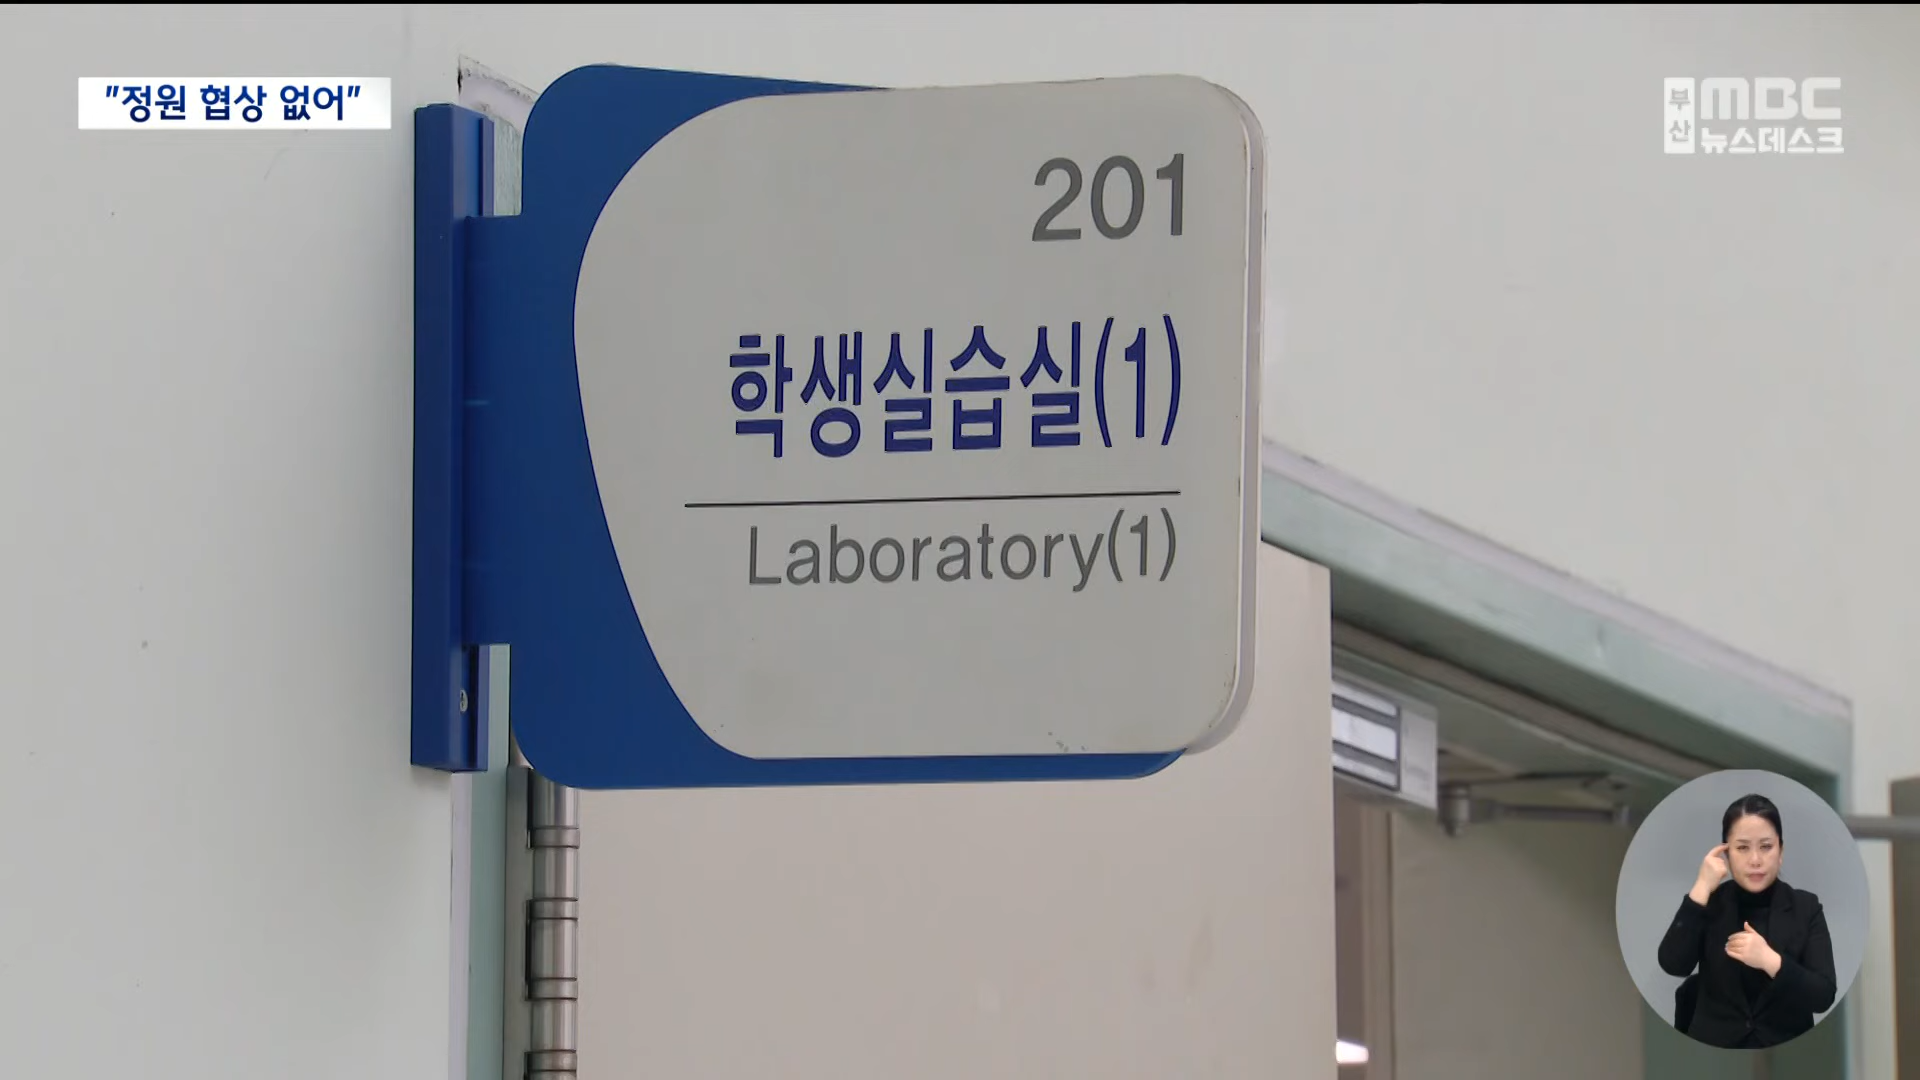 "정원 협상 없어"
부산 MBC
뉴스데스크
201
학생실습실(1)
Laboratory(1)